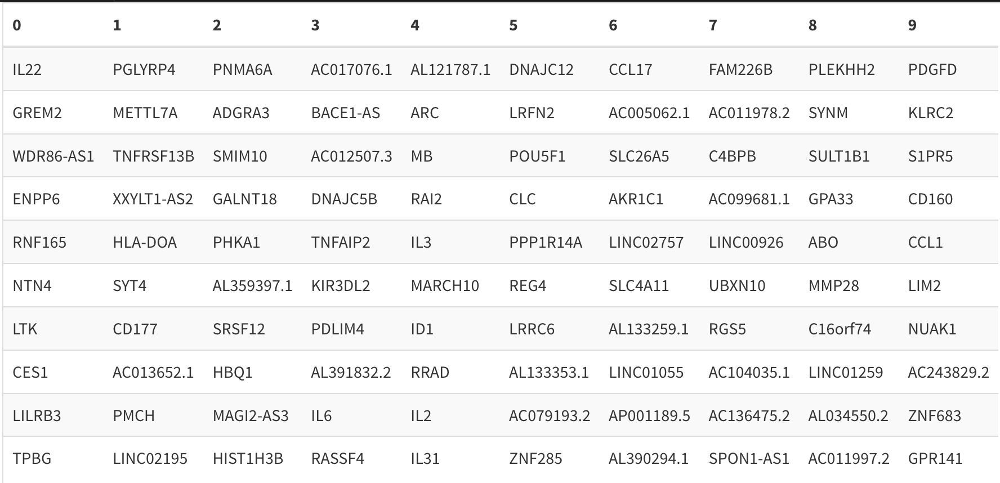 0 1 2 3 4 5 6 7 8 9
IL22 PGLYRP4 PNMA6A AC017076.1 AL121787.1 DNAJC12 CCL17 FAM226B PLEKHH2 PDGFD
GREM2 METTL7A ADGRA3 BACE1-AS ARC LRFN2 AC005062.1 AC011978.2 SYNM KLRC2
WDR86-AS1 TNFRSF13B SMIM10 AC012507.3 MB POU5F1 SLC26A5 C4BPB SULT1B1 S1PR5
ENPP6 XXYLT1-AS2 GALNT18 DNAJC5B RAI2 CLC AKR1C1 AC099681.1 GPA33 CD160
RNF165 HLA-DOA PHKA1 TNFAIP2 IL3 PPP1R14A LINC02757 LINC00926 ABO CCL1
NTN4 SYT4 AL359397.1 KIR3DL2 MARCH10 REG4 SLC4A11 UBXN10 MMP28 LIM2
LTK CD177 SRSF12 PDLIM4 ID1 LRRC6 AL133259.1 RGS5 C16orf74 NUAK1
CES1 AC013652.1 HBQ1 AL391832.2 RRAD AL133353.1 LINC01055 AC104035.1 LINC01259 AC243829.2
LILRB3 PMCH MAGI2-AS3 IL6 IL2 AC079193.2 AP001189.5 AC136475.2 AL034550.2 ZNF683
TPBG LINC02195 HIST1H3B RASSF4 IL31 ZNF285 AL390294.1 SPON1-AS1 AC011997.2 GPR141